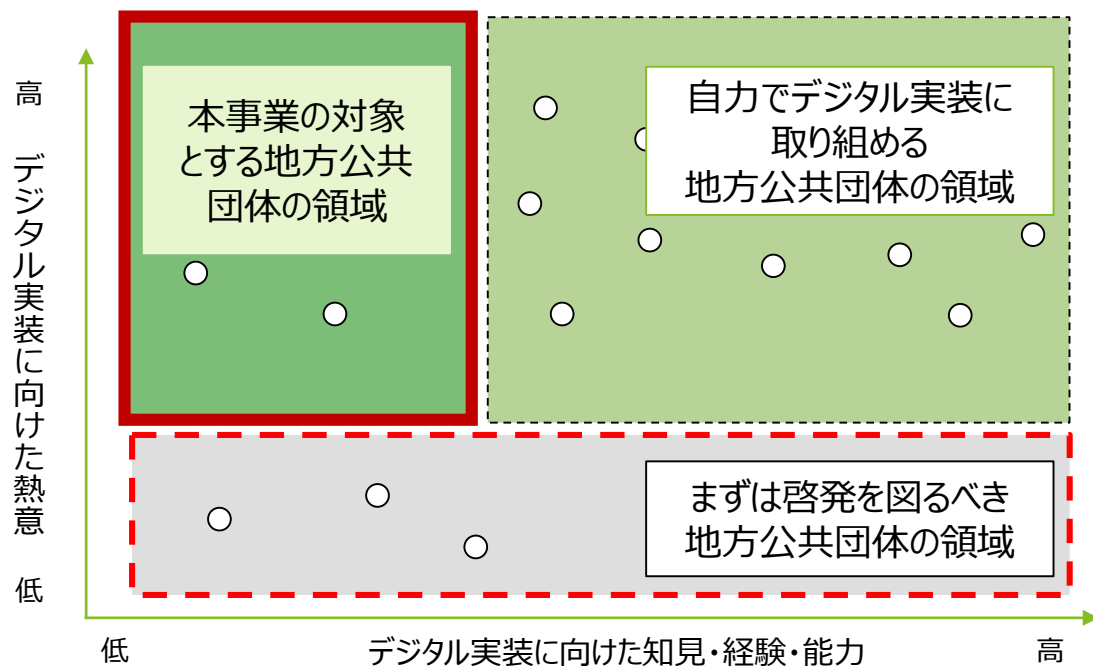 高
デジタル実装に向けた熱意
低
本事業の対象
とする地方公共
団体の領域
自力でデジタル実装に
取り組める
地方公共団体の領域
まずは啓発を図るべき
地方公共団体の領域
低
デジタル実装に向けた知見・経験・能力
高